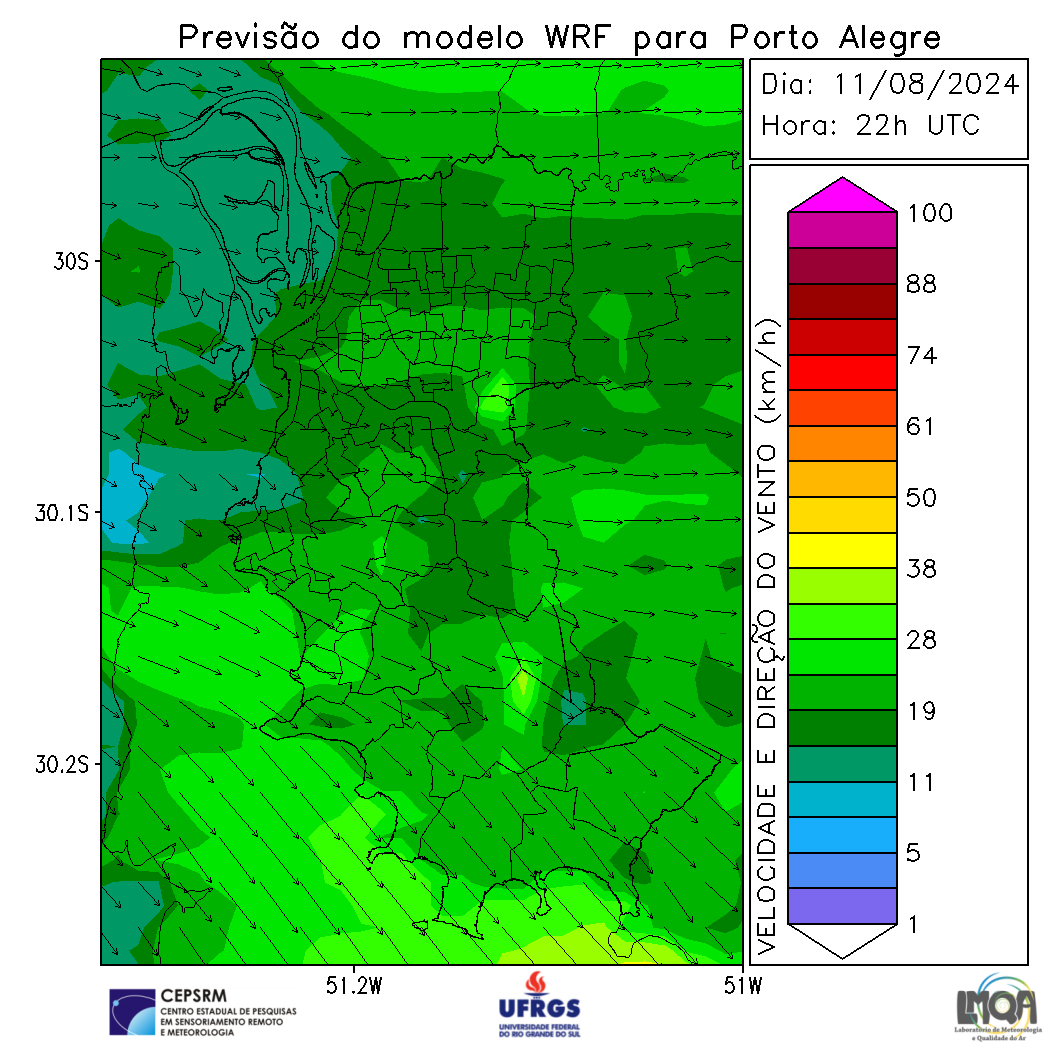 Previsão do modelo WRF para Porto Alegre
Dia: 11/08/2024
Hora: 22h UTC
30S
30.1S
30.2S
51.2W
51W
VELOCIDADE E DIREÇÃO DO VENTO (km/h)
100
88
74
61
50
38
28
19
11
5
1
CEPSRM
CENTRO ESTADUAL DE PESQUISAS
EM SENSORIAMENTO REMOTO
E METEOROLOGIA
UFRGS
UNIVERSIDADE FEDERAL
DO RIO GRANDE DO SUL
LMQA
Laboratório de Meteorologia
e Qualidade do Ar